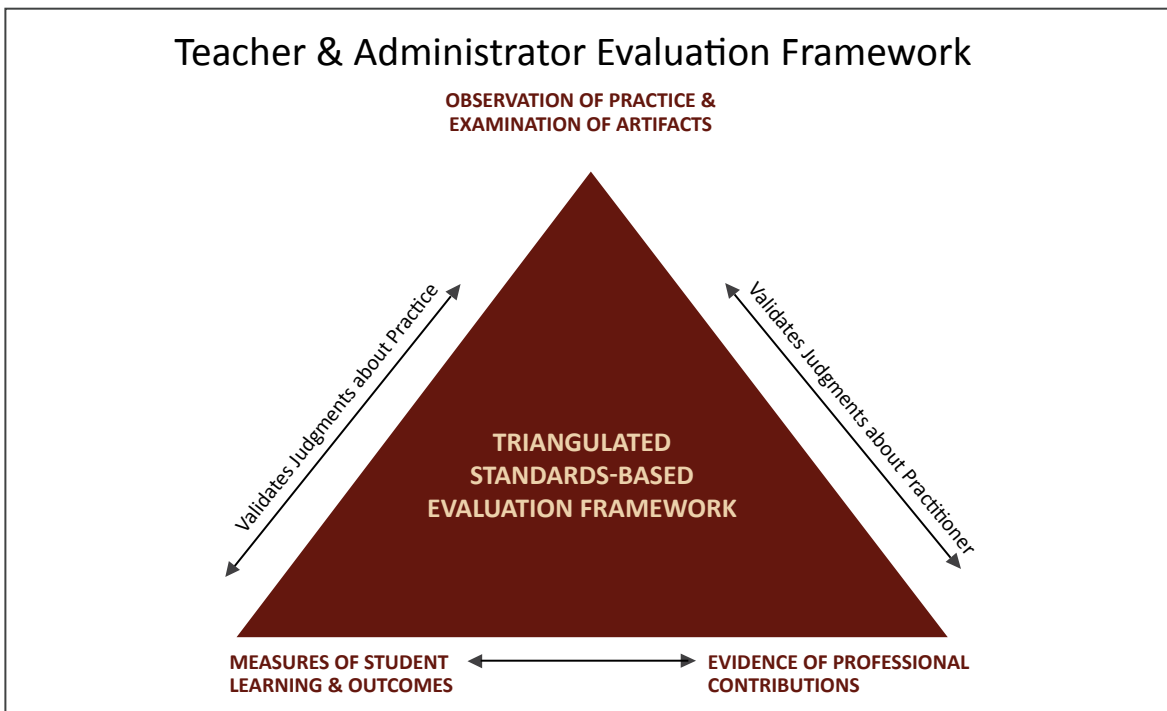 Teacher & Administrator Evaluation Framework
OBSERVATION OF PRACTICE &
EXAMINATION OF ARTIFACTS
Validates Judgments about Practice
Validates Judgments about Practitioner
TRIANGULATED
STANDARDS-BASED
EVALUATION FRAMEWORK
MEASURES OF STUDENT
LEARNING & OUTCOMES
EVIDENCE OF PROFESSIONAL
CONTRIBUTIONS